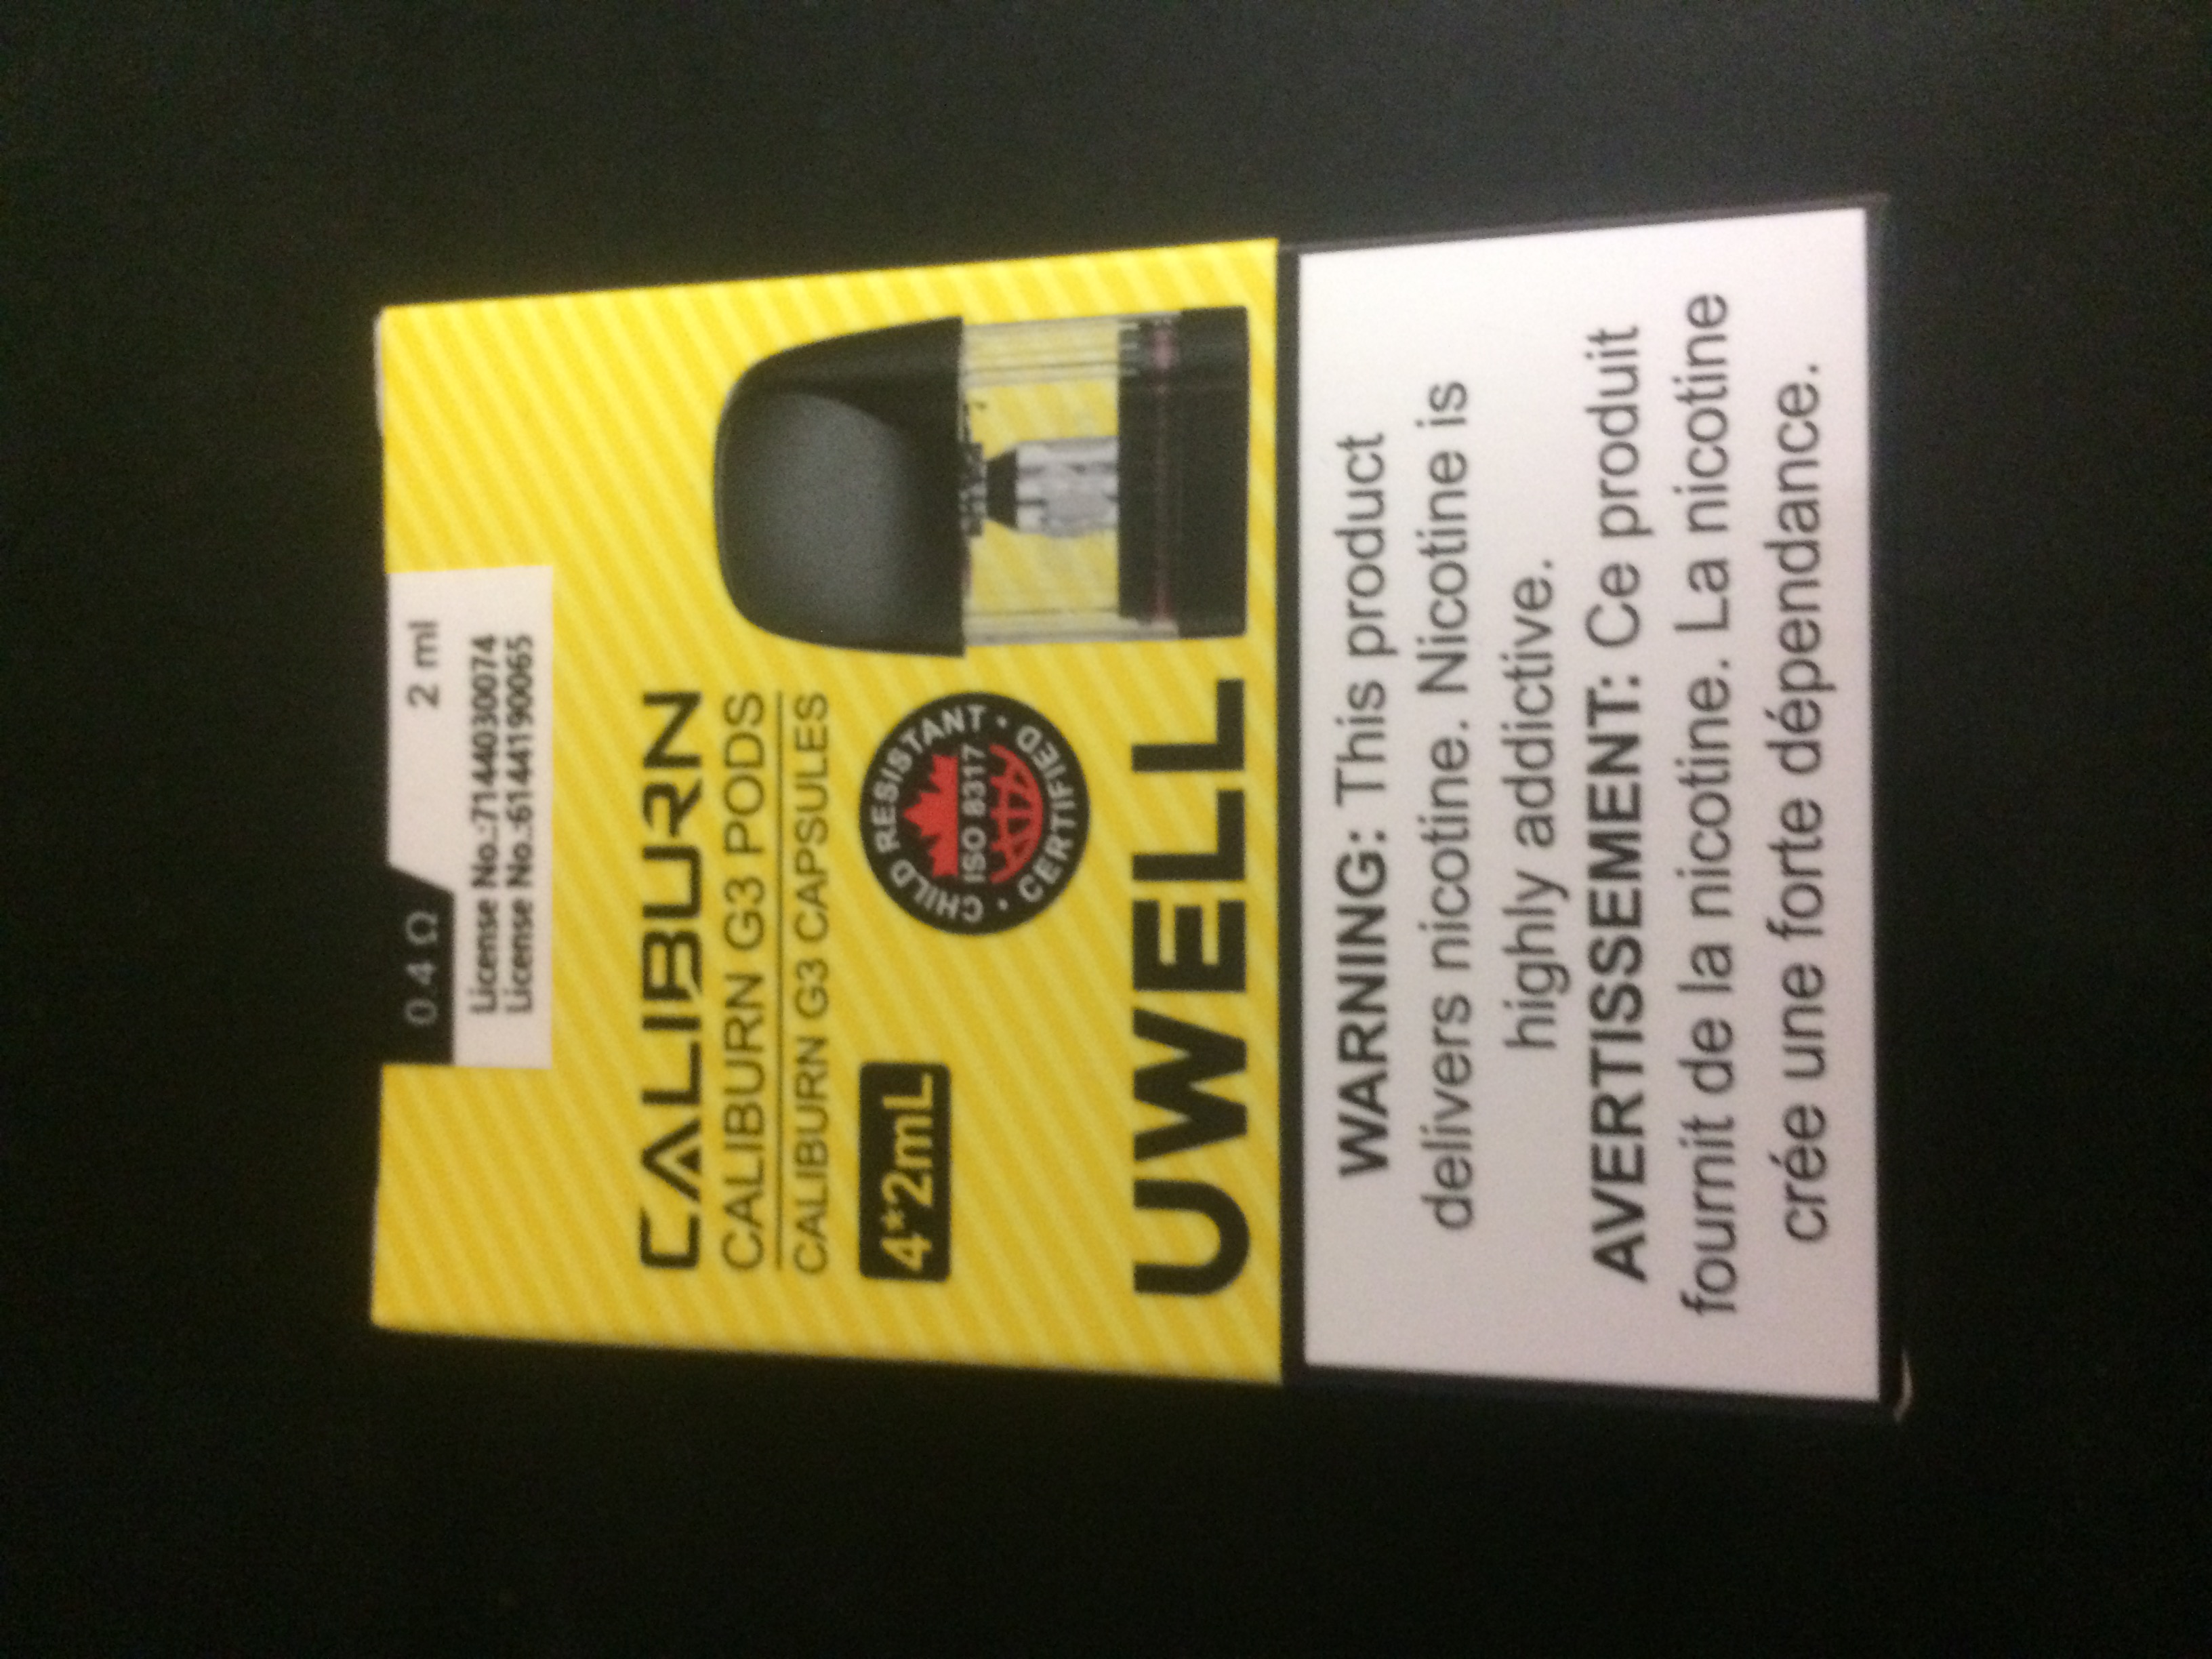 0.4 Ω
2 ml
License No.:714403030074
License No.:6144190065
CALIBURN
CALIBURN G3 PODS
CALIBURN G3 CAPSULES
4*2mL
CHILD RESISTANT • CERTIFIED •
ISO 8317
UWELL
WARNING: This product
delivers nicotine. Nicotine is
highly addictive.
AVERTISSEMENT: Ce produit
fournit de la nicotine. La nicotine
crée une forte dépendance.